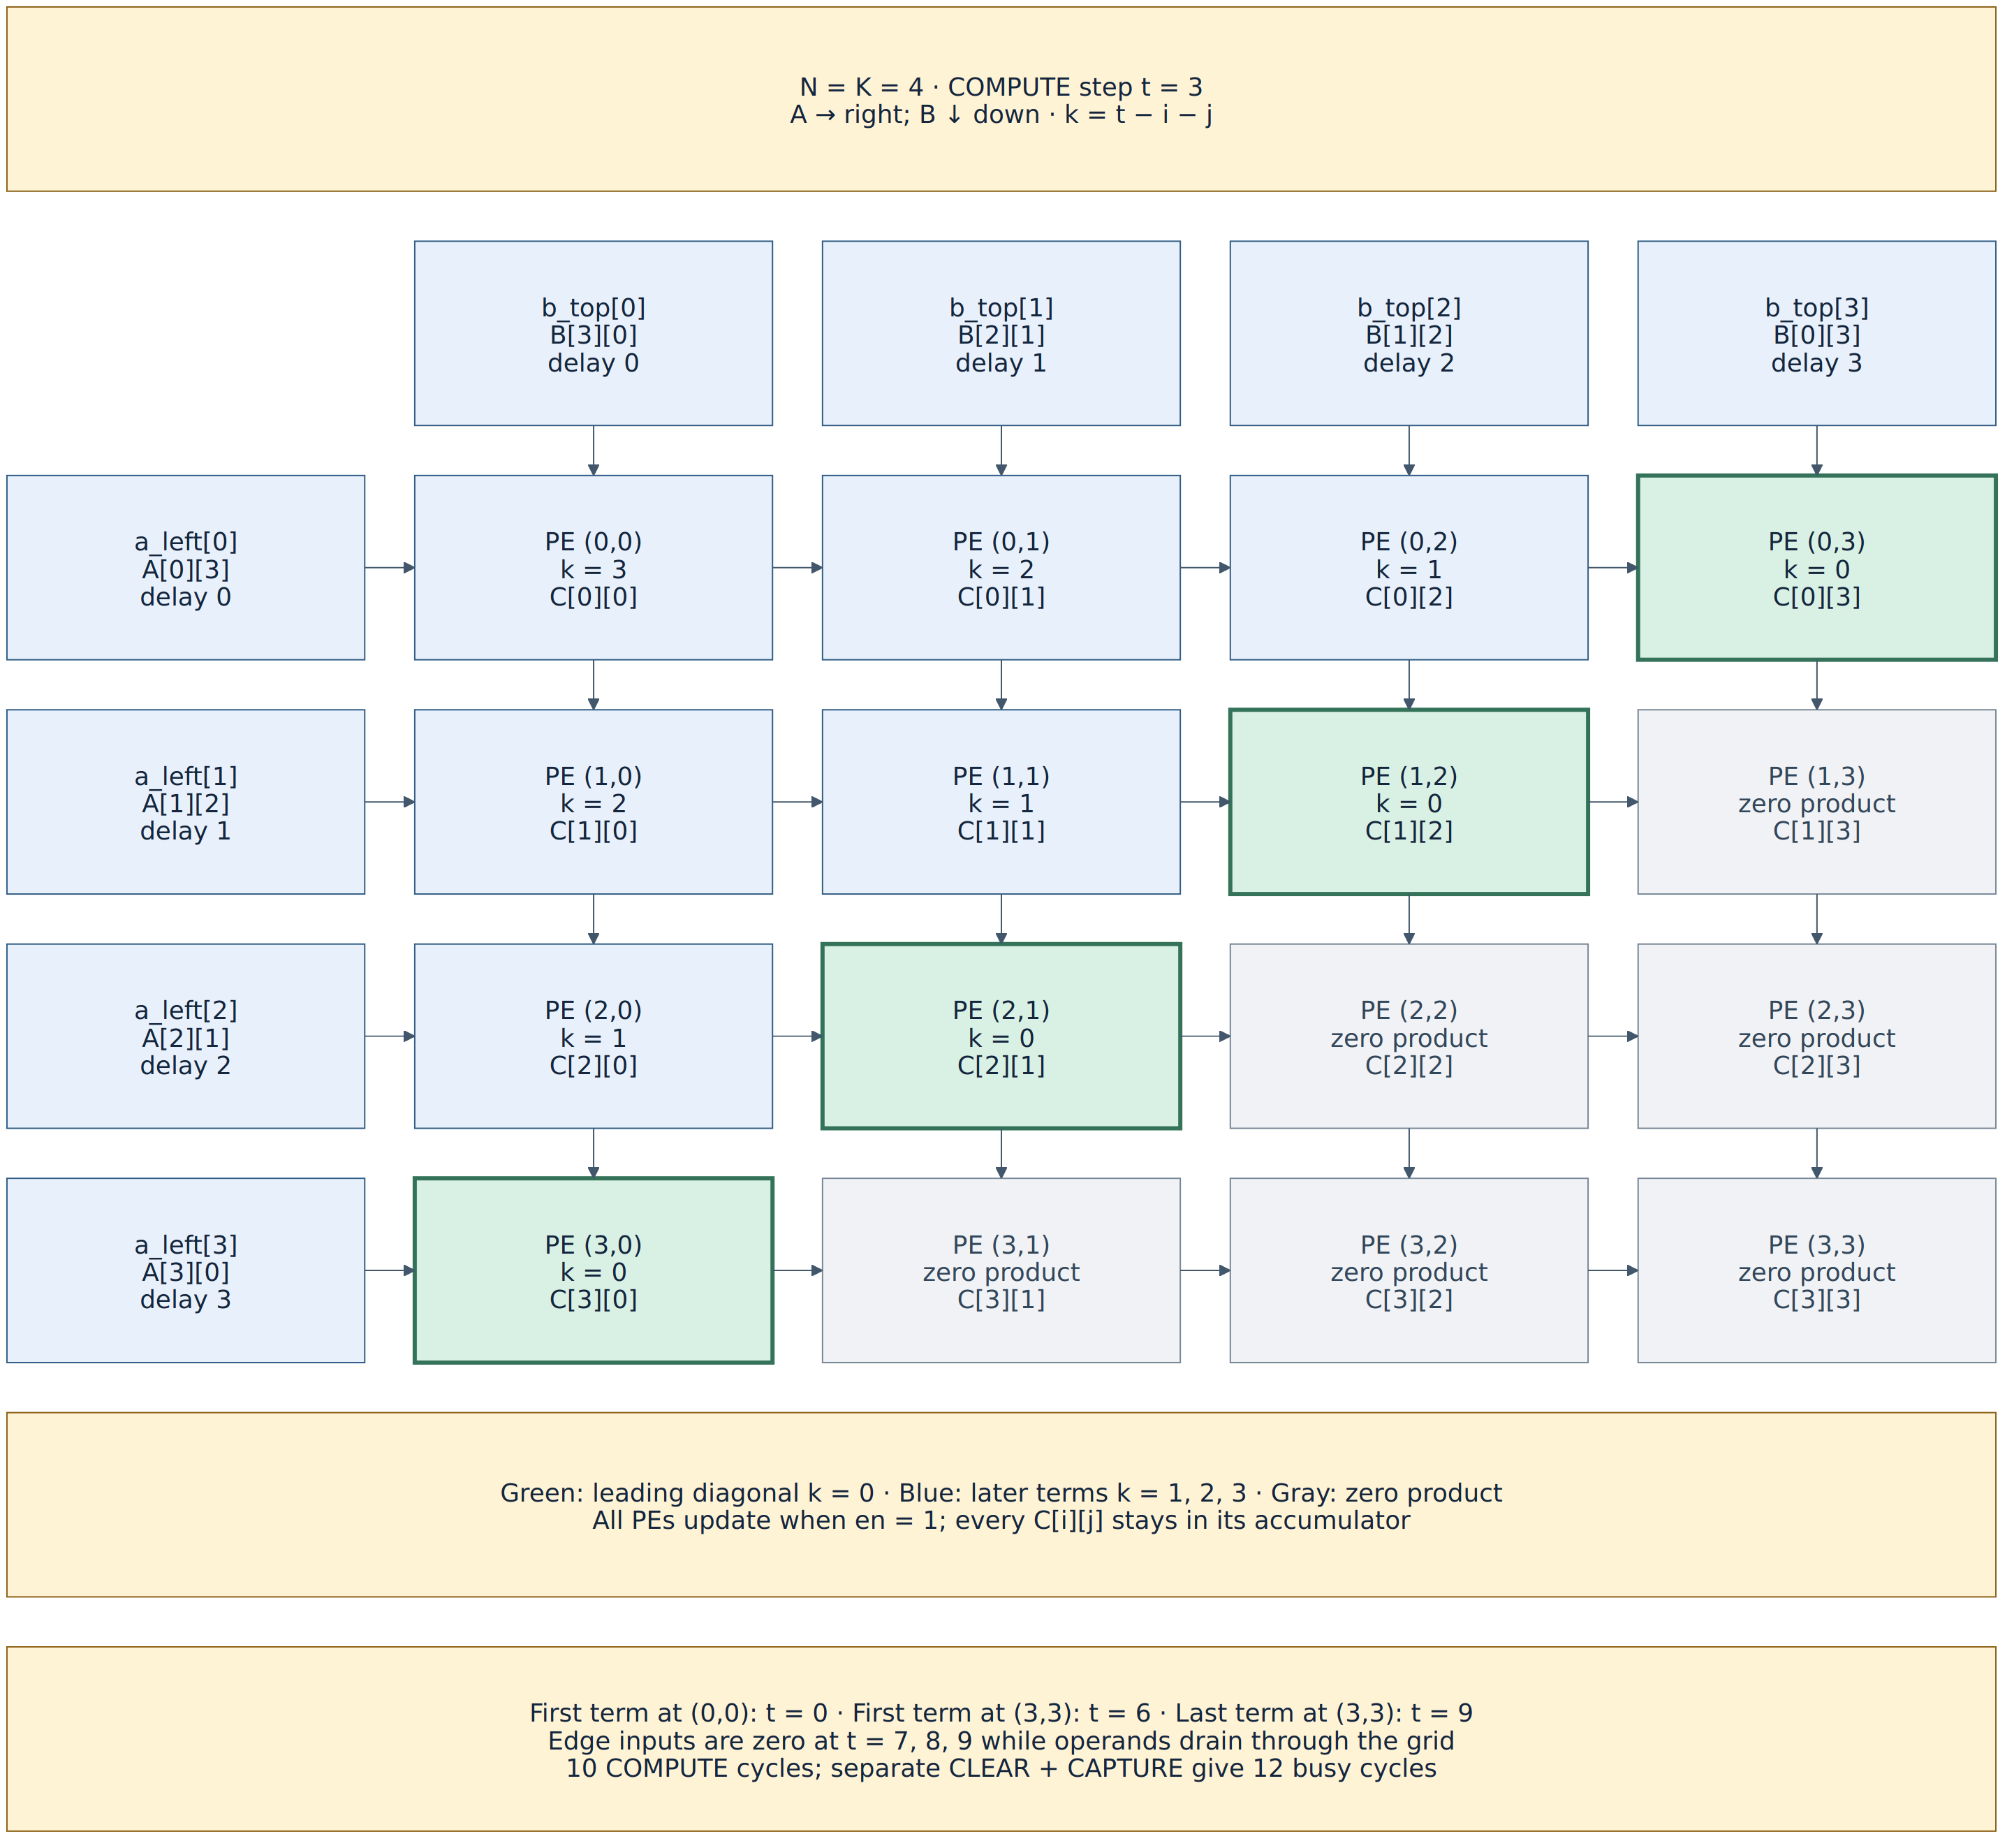 N = K = 4 · COMPUTE step t = 3
A → right; B ↓ down · k = t − i − j
b_top[0]
B[3][0]
delay 0
b_top[1]
B[2][1]
delay 1
b_top[2]
B[1][2]
delay 2
b_top[3]
B[0][3]
delay 3
a_left[0]
A[0][3]
delay 0
PE (0,0)
k = 3
C[0][0]
PE (0,1)
k = 2
C[0][1]
PE (0,2)
k = 1
C[0][2]
PE (0,3)
k = 0
C[0][3]
a_left[1]
A[1][2]
delay 1
PE (1,0)
k = 2
C[1][0]
PE (1,1)
k = 1
C[1][1]
PE (1,2)
k = 0
C[1][2]
PE (1,3)
zero product
C[1][3]
a_left[2]
A[2][1]
delay 2
PE (2,0)
k = 1
C[2][0]
PE (2,1)
k = 0
C[2][1]
PE (2,2)
zero product
C[2][2]
PE (2,3)
zero product
C[2][3]
a_left[3]
A[3][0]
delay 3
PE (3,0)
k = 0
C[3][0]
PE (3,1)
zero product
C[3][1]
PE (3,2)
zero product
C[3][2]
PE (3,3)
zero product
C[3][3]
Green: leading diagonal k = 0 · Blue: later terms k = 1, 2, 3 · Gray: zero product
All PEs update when en = 1; every C[i][j] stays in its accumulator
First term at (0,0): t = 0 · First term at (3,3): t = 6 · Last term at (3,3): t = 9
Edge inputs are zero at t = 7, 8, 9 while operands drain through the grid
10 COMPUTE cycles; separate CLEAR + CAPTURE give 12 busy cycles